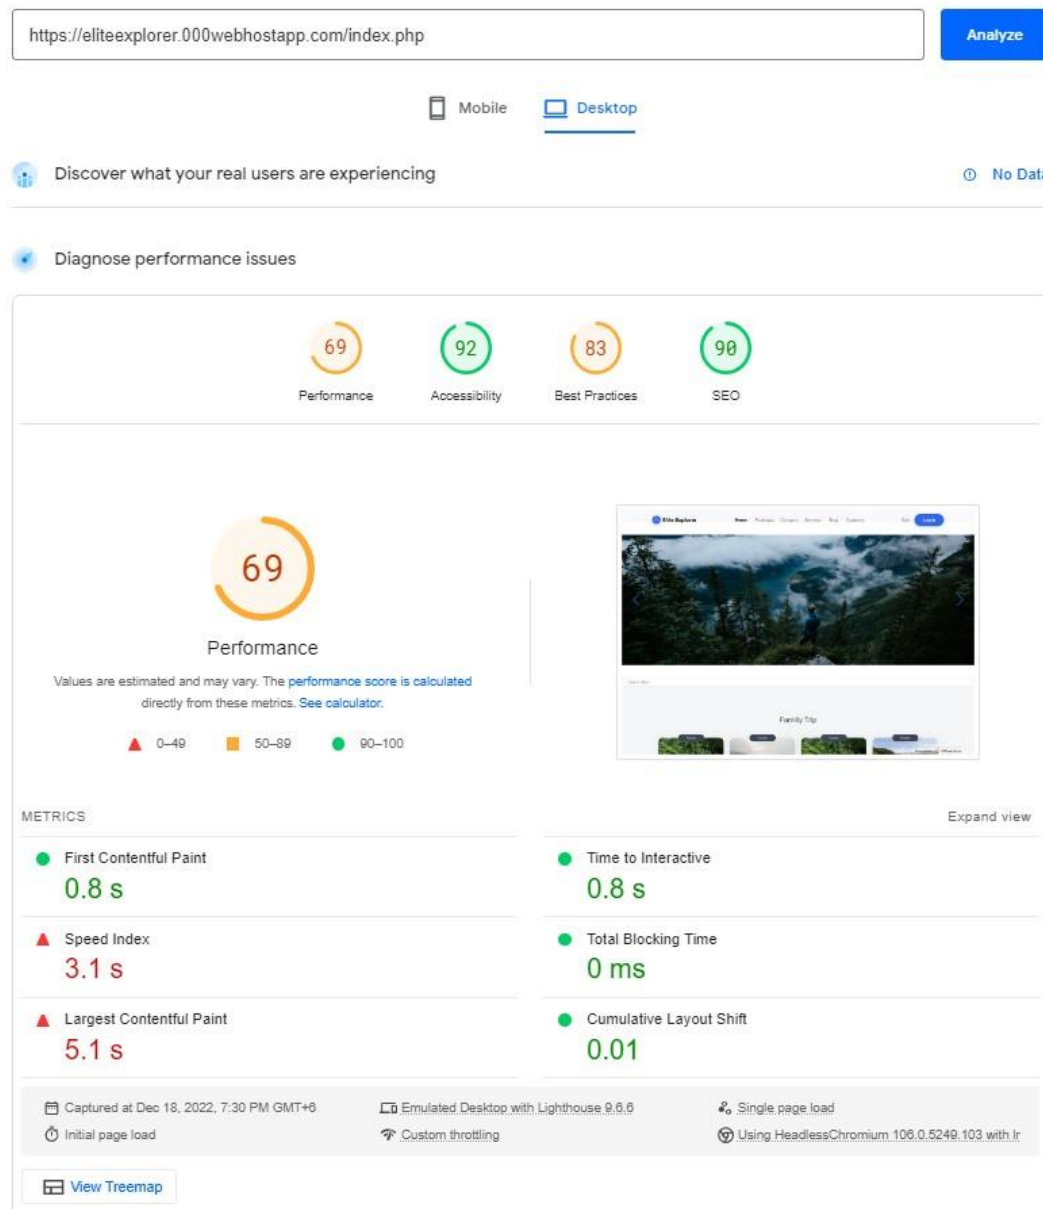 https://eliteexplorer.000webhostapp.com/index.php
Analyze
Mobile
Desktop
Discover what your real users are experiencing
No Data
Diagnose performance issues
69
92
83
90
Performance
Accessibility
Best Practices
SEO
69
Performance
Values are estimated and may vary. The performance score is calculated
directly from these metrics. See calculator.
0–49
50–89
90–100
Elite Explorer
Home
Family Trip
METRICS
Expand view
First Contentful Paint
0.8 s
Time to Interactive
0.8 s
Speed Index
3.1 s
Total Blocking Time
0 ms
Largest Contentful Paint
5.1 s
Cumulative Layout Shift
0.01
Captured at Dec 18, 2022, 7:30 PM GMT+6
Emulated Desktop with Lighthouse 9.6.6
Single page load
Initial page load
Custom throttling
Using HeadlessChromium 106.0.5249.103 with lr
View Treemap